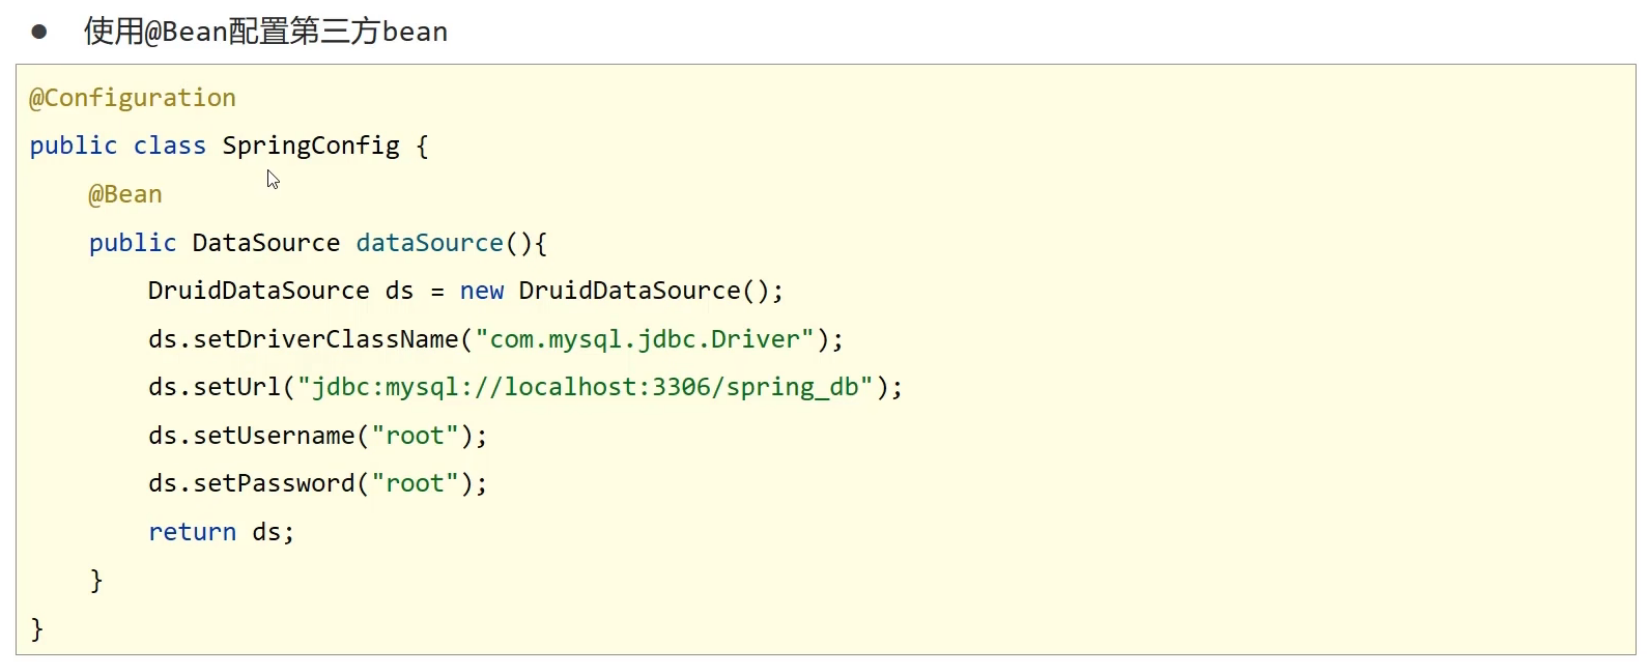 ● 使用@Bean配置第三方bean
@Configuration
public class SpringConfig {
    @Bean
    public DataSource dataSource(){
        DruidDataSource ds = new DruidDataSource();
        ds.setDriverClassName("com.mysql.jdbc.Driver");
        ds.setUrl("jdbc:mysql://localhost:3306/spring_db");
        ds.setUsername("root");
        ds.setPassword("root");
        return ds;
    }
}